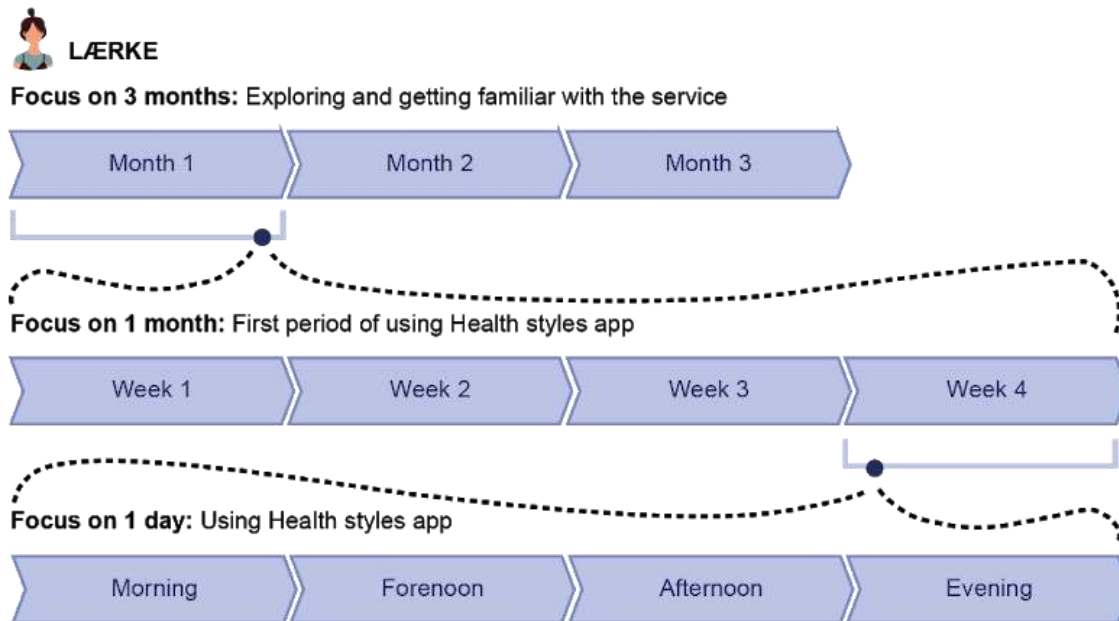 LÆRKE
Focus on 3 months: Exploring and getting familiar with the service
Month 1 Month 2 Month 3
Focus on 1 month: First period of using Health styles app
Week 1 Week 2 Week 3 Week 4
Focus on 1 day: Using Health styles app
Morning Forenoon Afternoon Evening